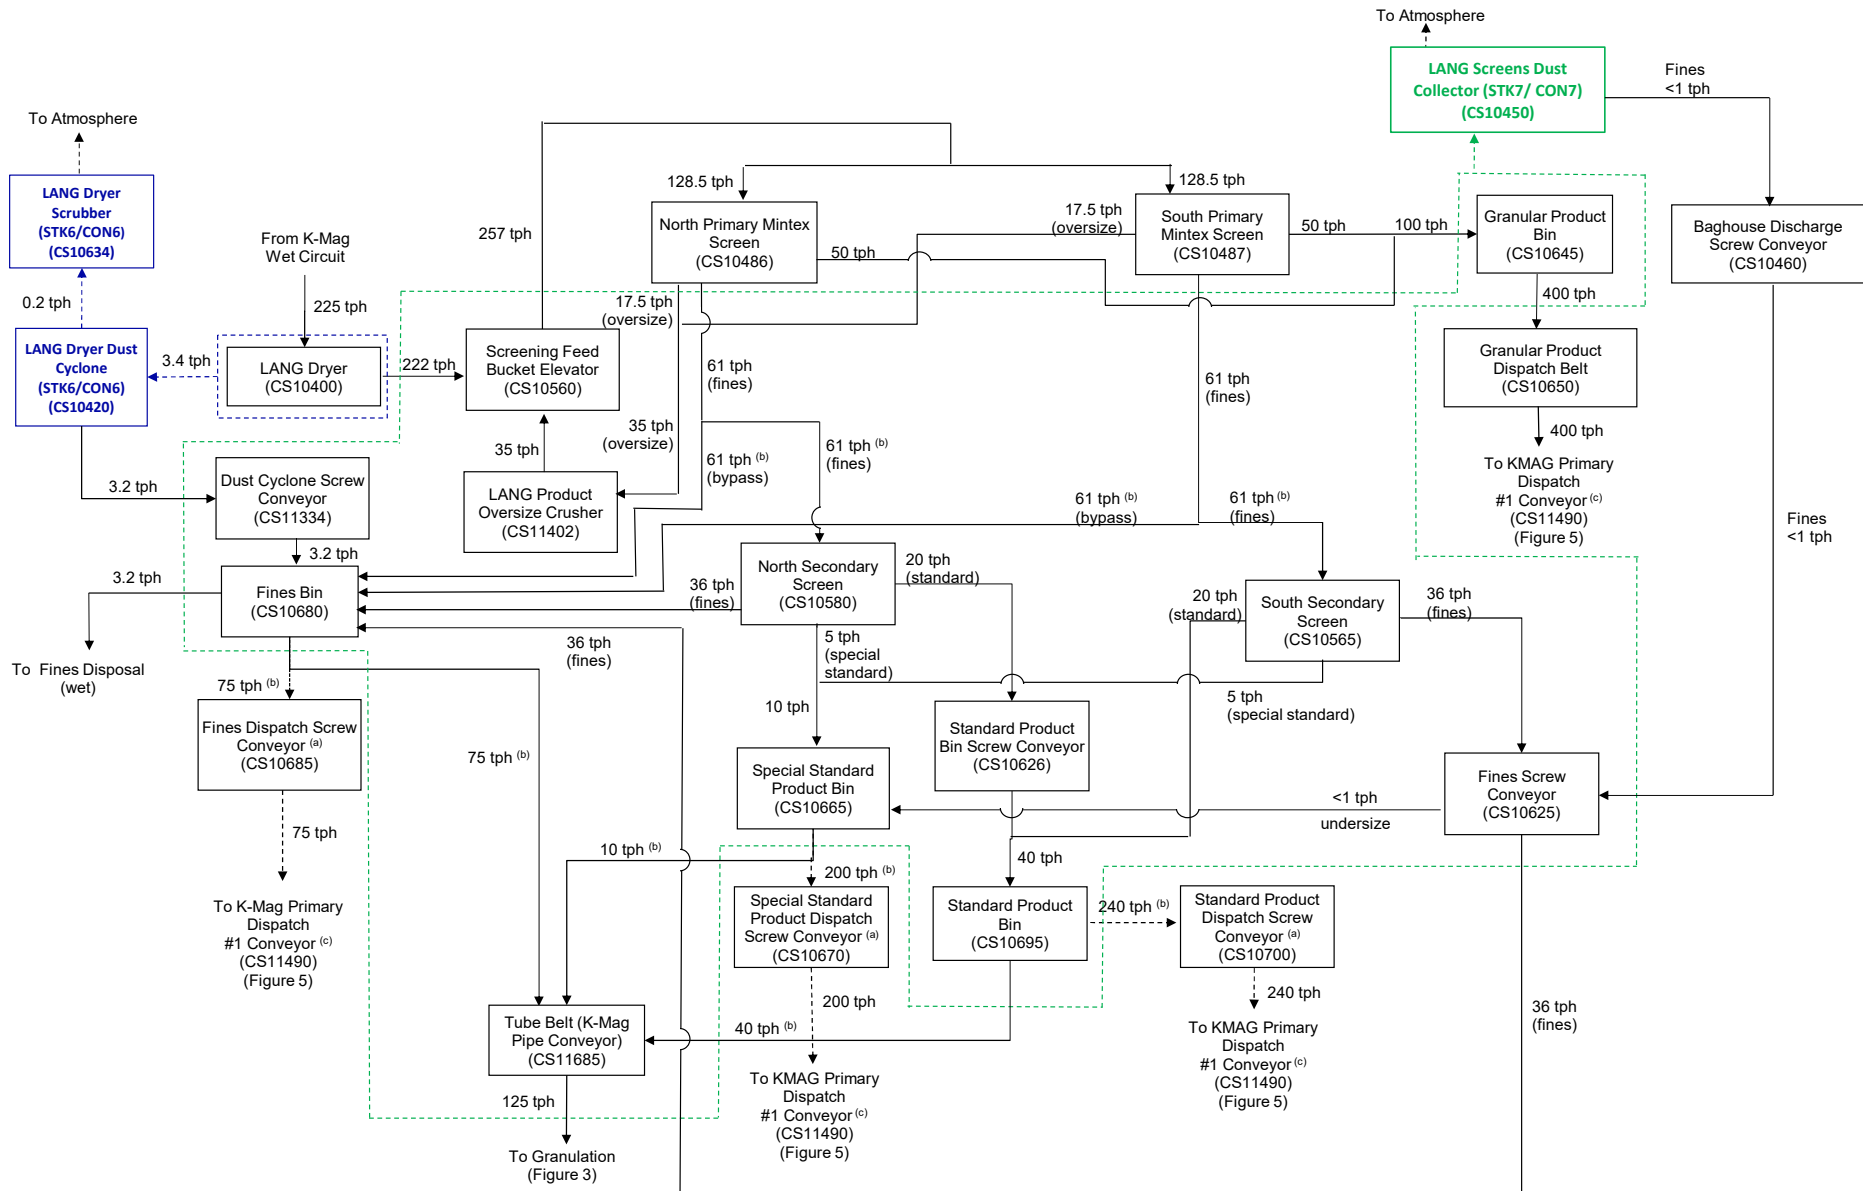 To Atmosphere
LANG Screens Dust
Collector (STK7/ CON7)
(CS10450)
Fines
<1 tph
To Atmosphere
LANG Dryer
Scrubber
(STK6/CON6)
(CS10634)
From K-Mag
Wet Circuit
257 tph
128.5 tph
North Primary Mintex
Screen
(CS10486)
50 tph
17.5 tph
(oversize)
128.5 tph
South Primary
Mintex Screen
(CS10487)
50 tph
100 tph
Granular Product
Bin
(CS10645)
Baghouse Discharge
Screw Conveyor
(CS10460)
0.2 tph
225 tph
17.5 tph
(oversize)
400 tph
LANG Dryer Dust
Cyclone
(STK6/CON6)
(CS10420)
3.4 tph
LANG Dryer
(CS10400)
222 tph
Screening Feed
Bucket Elevator
(CS10560)
61 tph
(fines)
61 tph
(fines)
Granular Product
Dispatch Belt
(CS10650)
35 tph
35 tph
(oversize)
61 tph (b)
(bypass)
61 tph (b)
(fines)
400 tph
To KMAG Primary
Dispatch
#1 Conveyor (c)
(CS11490)
(Figure 5)
3.2 tph
Dust Cyclone Screw
Conveyor
(CS11334)
LANG Product
Oversize Crusher
(CS11402)
61 tph (b)
(bypass)
61 tph (b)
(fines)
Fines
<1 tph
3.2 tph
3.2 tph
Fines Bin
(CS10680)
36 tph
(fines)
North Secondary
Screen
(CS10580)
20 tph
(standard)
20 tph
(standard)
South Secondary
Screen
(CS10565)
36 tph
(fines)
To  Fines Disposal
(wet)
36 tph
(fines)
5 tph
(special
standard)
5 tph
(special standard)
75 tph (b)
Fines Dispatch Screw
Conveyor (a)
(CS10685)
75 tph (b)
10 tph
Special Standard
Product Bin
(CS10665)
Standard Product
Bin Screw Conveyor
(CS10626)
<1 tph
undersize
Fines Screw
Conveyor
(CS10625)
75 tph
To K-Mag Primary
Dispatch
#1 Conveyor (c)
(CS11490)
(Figure 5)
10 tph (b)
200 tph (b)
40 tph
Special Standard
Product Dispatch
Screw Conveyor (a)
(CS10670)
Standard Product
Bin
(CS10695)
240 tph (b)
Standard Product
Dispatch Screw
Conveyor (a)
(CS10700)
200 tph
240 tph
36 tph
(fines)
Tube Belt (K-Mag
Pipe Conveyor)
(CS11685)
40 tph (b)
To KMAG Primary
Dispatch
#1 Conveyor (c)
(CS11490)
(Figure 5)
To KMAG Primary
Dispatch
#1 Conveyor (c)
(CS11490)
(Figure 5)
125 tph
To Granulation
(Figure 3)